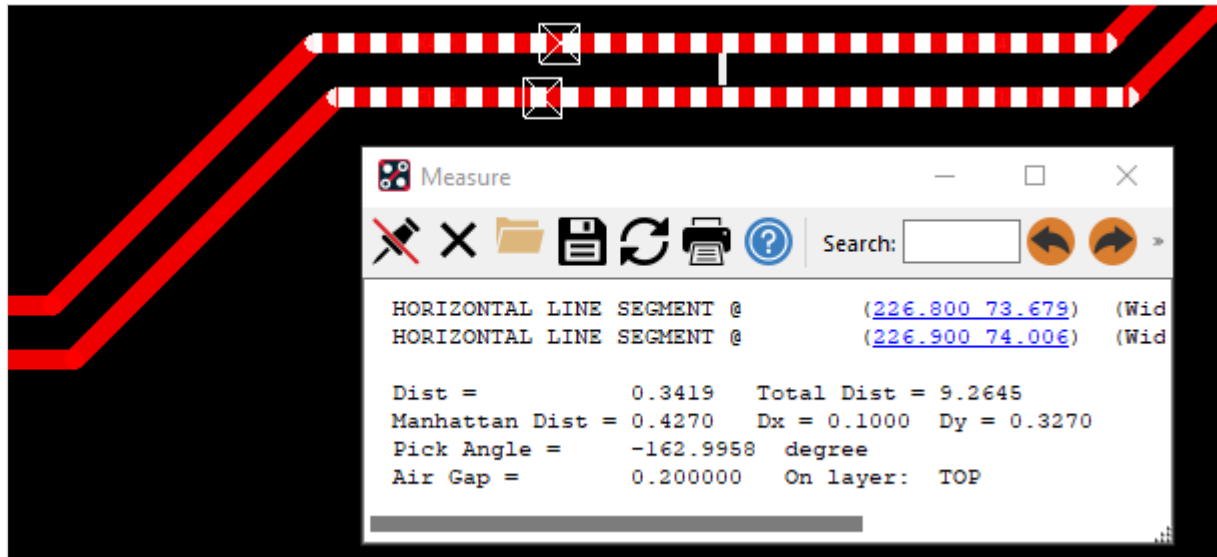 Measure
Search:
»
HORIZONTAL LINE SEGMENT @ (226.800 73.679) (Wid
HORIZONTAL LINE SEGMENT @ (226.900 74.006) (Wid
Dist = 0.3419 Total Dist = 9.2645
Manhattan Dist = 0.4270 Dx = 0.1000 Dy = 0.3270
Pick Angle = -162.9958 degree
Air Gap = 0.200000 On layer: TOP